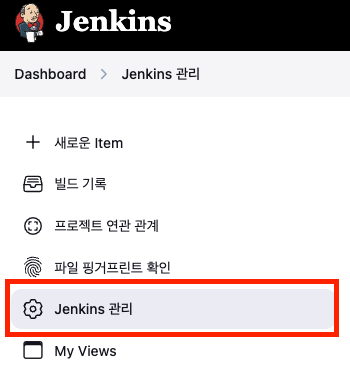 Jenkins
Dashboard > Jenkins 관리
새로운 Item
빌드 기록
프로젝트 연관 관계
파일 핑거프린트 확인
Jenkins 관리
My Views